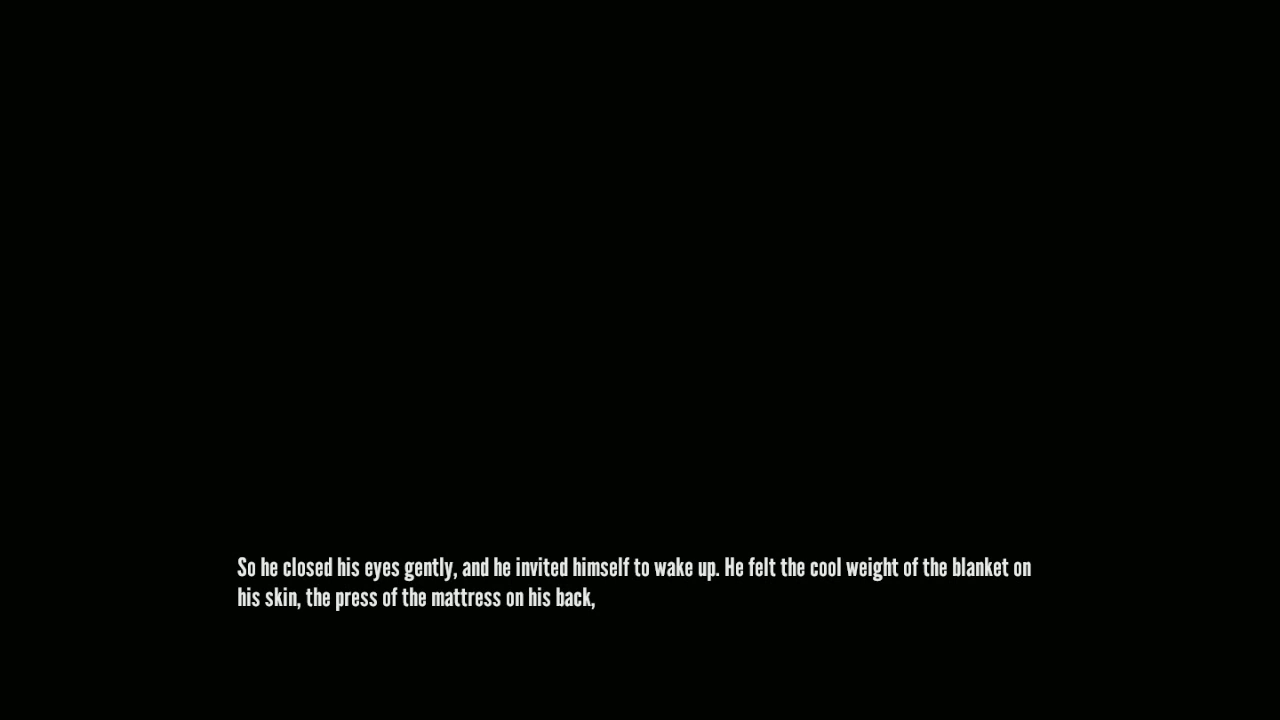 So he closed his eyes gently, and he invited himself to wake up. He felt the cool weight of the blanket on
his skin, the press of the mattress on his back,